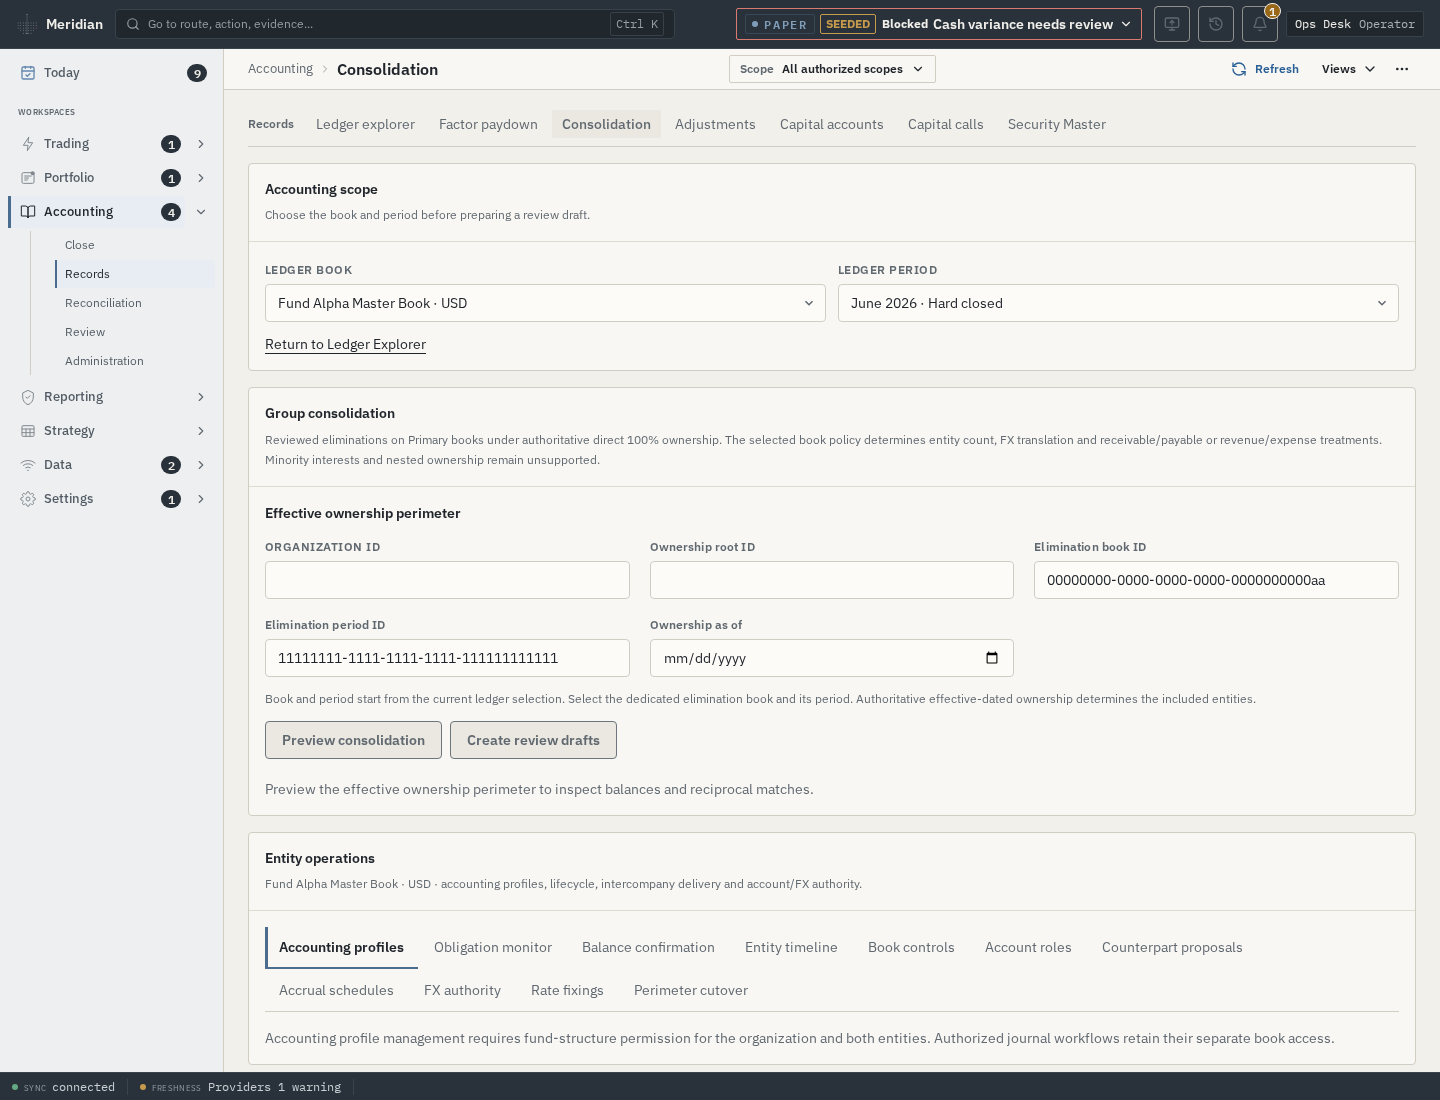 Meridian
Go to route, action, evidence...
Ctrl K
PAPER
SEEDED
Blocked Cash variance needs review
1
Ops Desk Operator
Today 9
WORKSPACES
Trading 1
Portfolio 1
Accounting 4
Close
Records
Reconciliation
Review
Administration
Reporting
Strategy
Data 2
Settings 1
Accounting Consolidation
Scope All authorized scopes
Refresh
Views
Records Ledger explorer Factor paydown Consolidation Adjustments Capital accounts Capital calls Security Master
Accounting scope
Choose the book and period before preparing a review draft.
LEDGER BOOK
Fund Alpha Master Book · USD
LEDGER PERIOD
June 2026 · Hard closed
Return to Ledger Explorer
Group consolidation
Reviewed eliminations on Primary books under authoritative direct 100% ownership. The selected book policy determines entity count, FX translation and receivable/payable or revenue/expense treatments.
Minority interests and nested ownership remain unsupported.
Effective ownership perimeter
ORGANIZATION ID
Ownership root ID
Elimination book ID
00000000-0000-0000-0000-0000000000aa
Elimination period ID
11111111-1111-1111-1111-111111111111
Ownership as of
mm/dd/yyyy
Book and period start from the current ledger selection. Select the dedicated elimination book and its period. Authoritative effective-dated ownership determines the included entities.
Preview consolidation
Create review drafts
Preview the effective ownership perimeter to inspect balances and reciprocal matches.
Entity operations
Fund Alpha Master Book · USD · accounting profiles, lifecycle, intercompany delivery and account/FX authority.
Accounting profiles Obligation monitor Balance confirmation Entity timeline Book controls Account roles Counterpart proposals
Accrual schedules FX authority Rate fixings Perimeter cutover
Accounting profile management requires fund-structure permission for the organization and both entities. Authorized journal workflows retain their separate book access.
SYNC connected
FRESHNESS Providers 1 warning